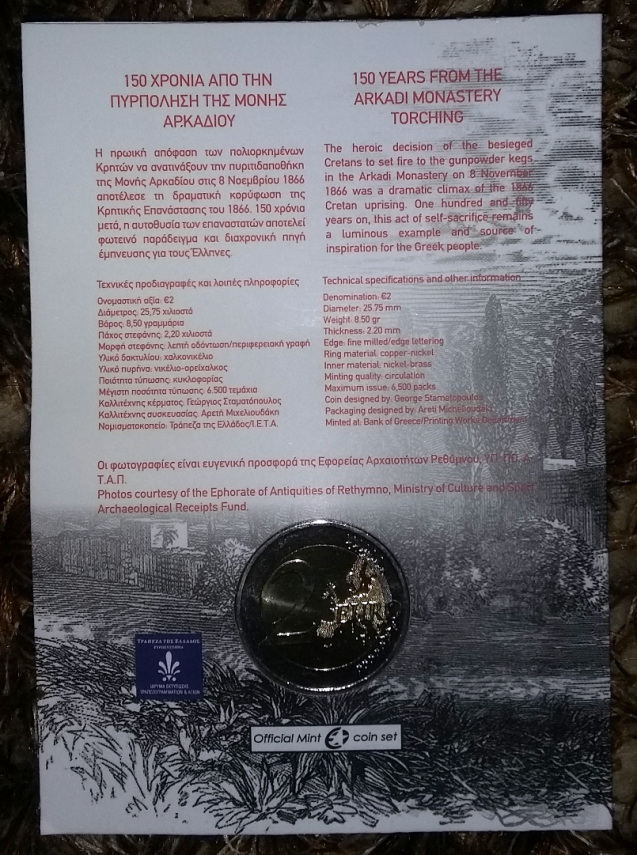 150 ΧΡΟΝΙΑ ΑΠΟ ΤΗΝ
ΠΥΡΠΟΛΗΣΗ ΤΗΣ ΜΟΝΗΣ
ΑΡΚΑΔΙΟΥ
Η ηρωική απόφαση των πολιορκημένων
Κρητών να ανατινάξουν την πυριτιδαποθήκη
της Μονής Αρκαδίου στις 8 Νοεμβρίου 1866
αποτέλεσε τη δραματική κορύφωση της
Κρητικής Επανάστασης του 1866. 150 χρόνια
μετά, η αυτοθυσία των επαναστατών αποτελεί
φωτεινό παράδειγμα και διαχρονική πηγή
έμπνευσης για τους Έλληνες.
Τεχνικές προδιαγραφές και λοιπές πληροφορίες
Ονομαστική αξία: €2
Διάμετρος: 25,75 χιλιοστά
Βάρος: 8,50 γραμμάρια
Πάχος στεφάνης: 2,20 χιλιοστά
Μορφή στεφάνης: λεπτή οδόντωση/περιφερειακή γραφή
Υλικό δακτυλίου: χαλκονικέλιο
Υλικό πυρήνα: νικέλιο-ορείχαλκος
Ποιότητα τύπωσης: κυκλοφορίας
Μέγιστη ποσότητα τύπωσης: 6.500 τεμάχια
Καλλιτέχνης κέρματος: Γεώργιος Σταματόπουλος
Καλλιτέχνης συσκευασίας: Αρετή Μιχελιουδάκη
Νομισματοκοπείο: Τράπεζα της Ελλάδος/Ι.Ε.Τ.Α.
150 YEARS FROM THE
ARKADI MONASTERY
TORCHING
The heroic decision of the besieged
Cretans to set fire to the gunpowder kegs
in the Arkadi Monastery on 8 November
1866 was a dramatic climax of the 1866
Cretan uprising. One hundred and fifty
years on, this act of self-sacrifice remains
a luminous example and source of
inspiration for the Greek people.
Technical specifications and other information
Denomination: €2
Diameter: 25.75 mm
Weight: 8.50 gr
Thickness: 2.20 mm
Edge: fine milled/edge lettering
Ring material: copper-nickel
Inner material: nickel-brass
Minting quality: circulation
Maximum issue: 6,500 packs
Coin designed by: George Stamatopoulos
Packaging designed by: Areti Michelioudaki
Minted at: Bank of Greece/Printing Works Department
Οι φωτογραφίες είναι ευγενική προσφορά της Εφορείας Αρχαιοτήτων Ρεθύμνου, ΥΠ.ΠΟ.
Τ.Α.Π.
Photos courtesy of the Ephorate of Antiquities of Rethymno, Ministry of Culture and Sport
Archaeological Receipts Fund.
2
ΤΡΑΠΕΖΑ ΤΗΣ ΕΛΛΑΔΟΣ
ΕΥΡΩΣΥΣΤΗΜΑ
ΙΔΡΥΜΑ ΕΚΤΥΠΩΣΕΩΣ
ΤΡΑΠΕΖΟΓΡΑΜΜΑΤΙΩΝ & ΑΞΙΩΝ
Official Mint coin set